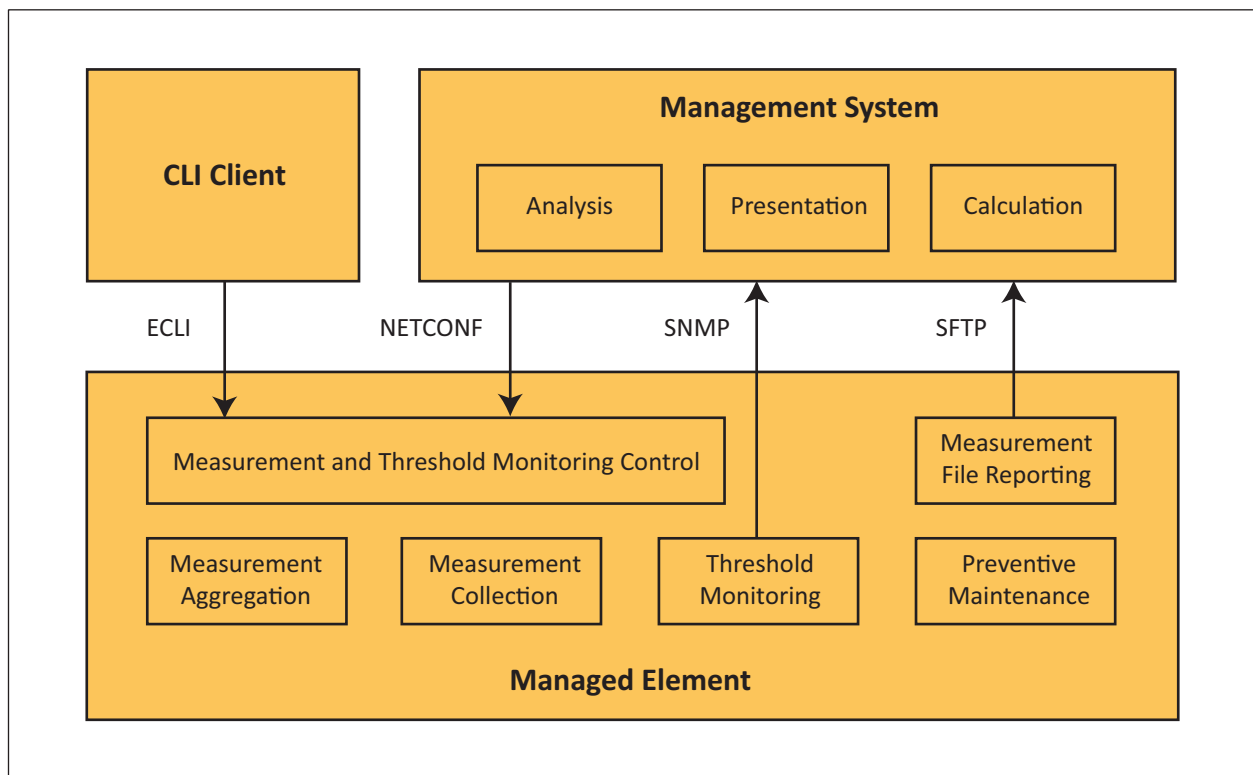 CLI Client
Management System
Analysis
Presentation
Calculation
ECLI
NETCONF
SNMP
SFTP
Measurement and Threshold Monitoring Control
Measurement
File Reporting
Measurement
Aggregation
Measurement
Collection
Threshold
Monitoring
Preventive
Maintenance
Managed Element